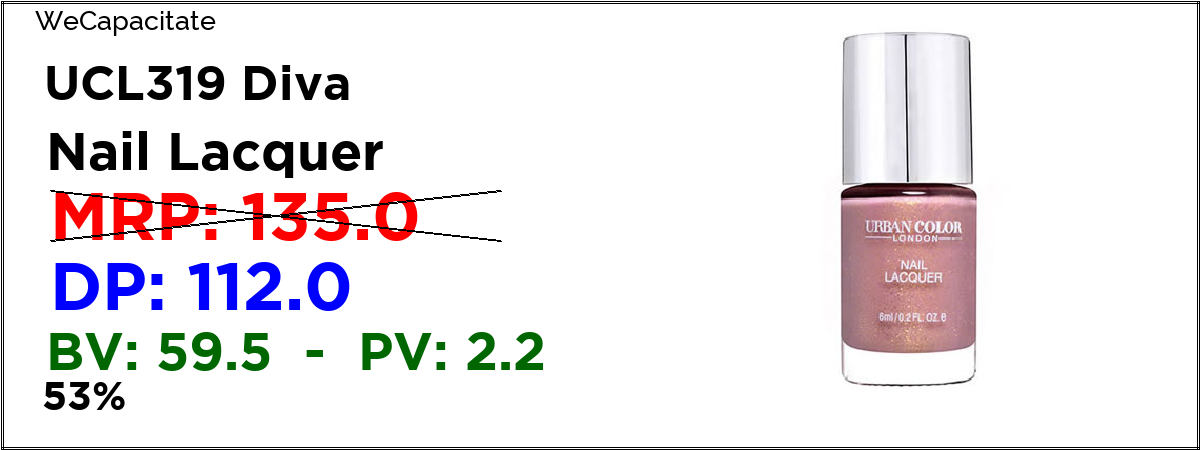 WeCapacitate
UCL319 Diva
Nail Lacquer
MRP: 135.0
DP: 112.0
BV: 59.5 - PV: 2.2
53%
URBAN COLOR
LONDON
NAIL
LACQUER
6ml/0.2 FL. OZ. e